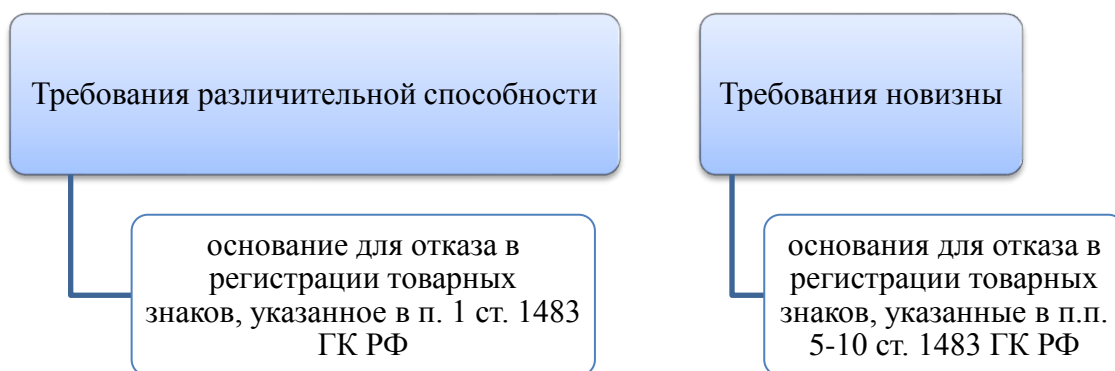 Требования различительной способности
основание для отказа в
регистрации товарных
знаков, указанное в п. 1 ст. 1483
ГК РФ
Требования новизны
основания для отказа в
регистрации товарных
знаков, указанные в п.п.
5-10 ст. 1483 ГК РФ